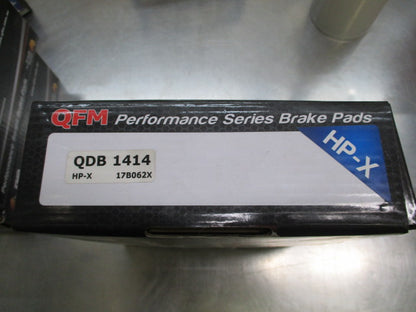 QFM Performance Series Brake Pads
HP-X
QDB 1414
HP-X 17B062X